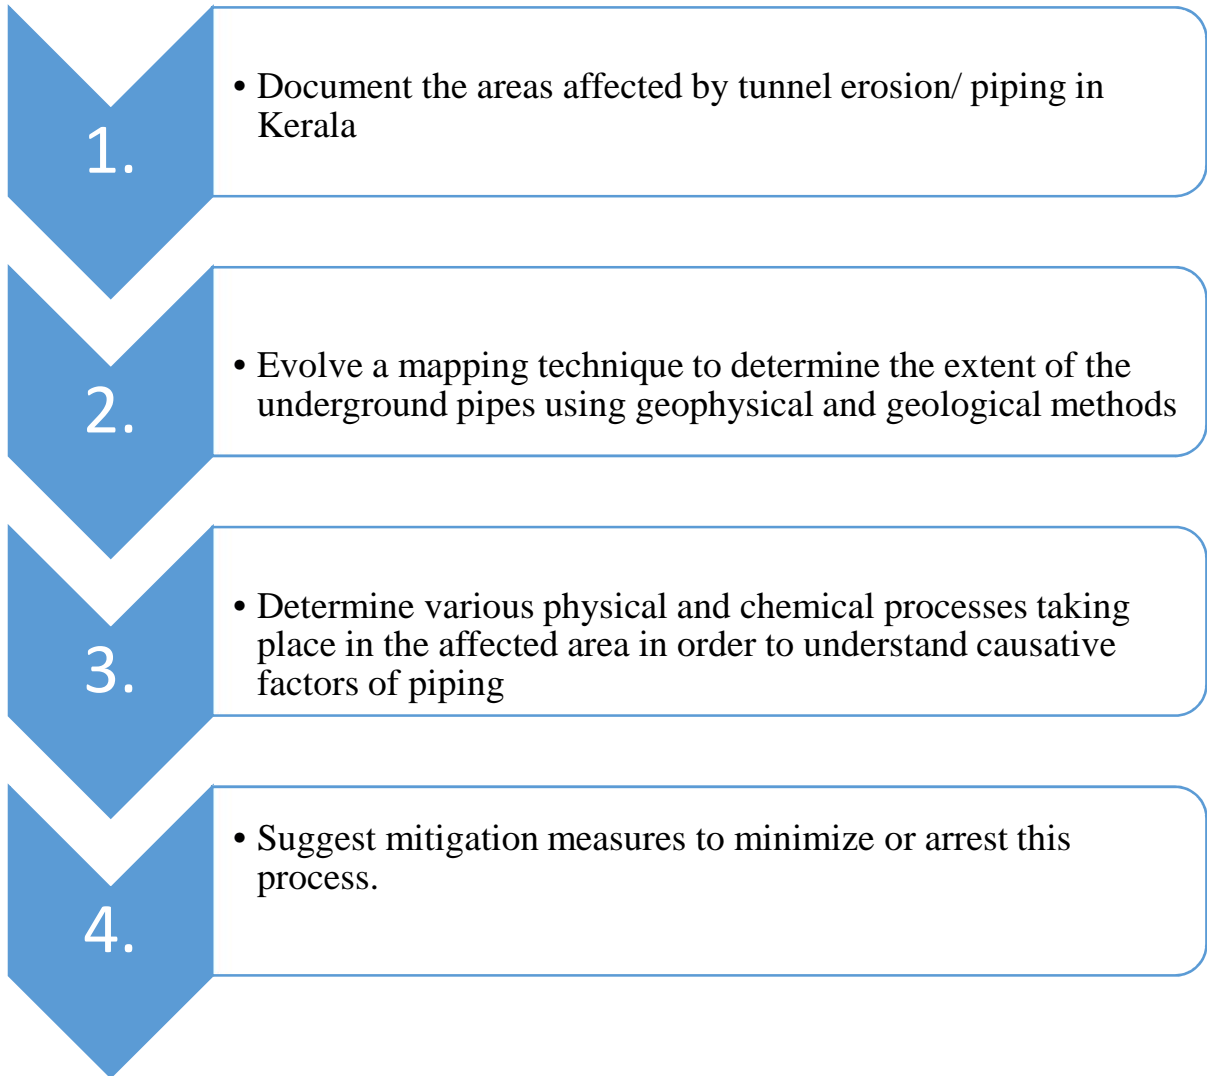 1.
• Document the areas affected by tunnel erosion/ piping in
Kerala
2.
• Evolve a mapping technique to determine the extent of the
underground pipes using geophysical and geological methods
3.
• Determine various physical and chemical processes taking
place in the affected area in order to understand causative
factors of piping
4.
• Suggest mitigation measures to minimize or arrest this
process.